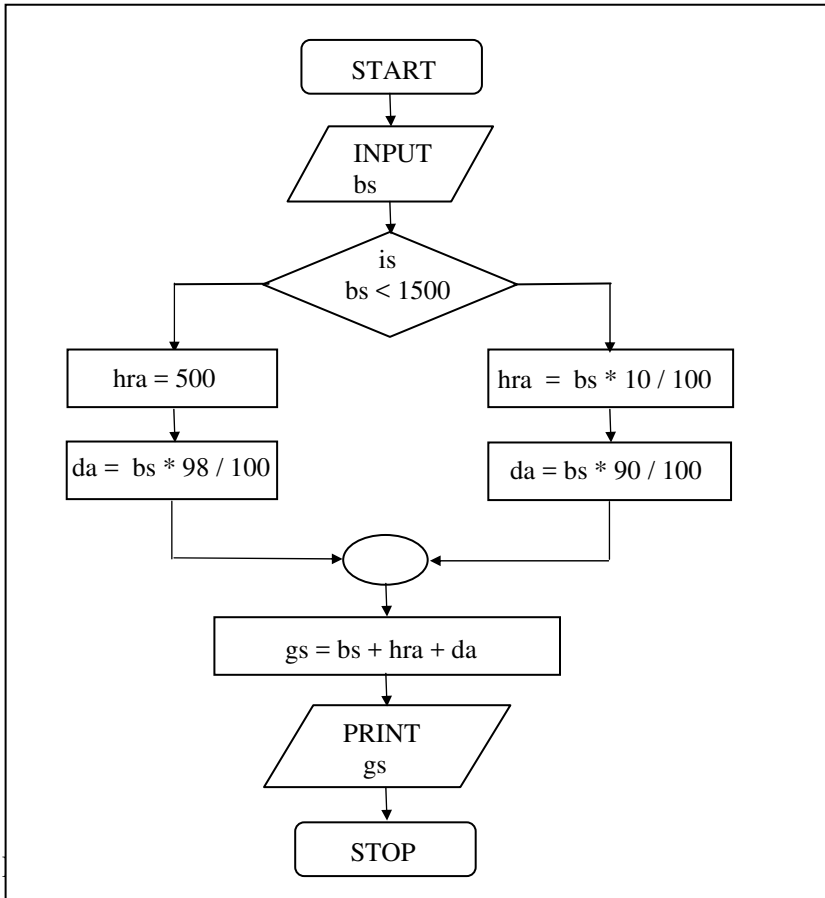 START
INPUT
bs
is
bs < 1500
hra = 500
hra = bs * 10 / 100
da = bs * 98 / 100
da = bs * 90 / 100
gs = bs + hra + da
PRINT
gs
STOP